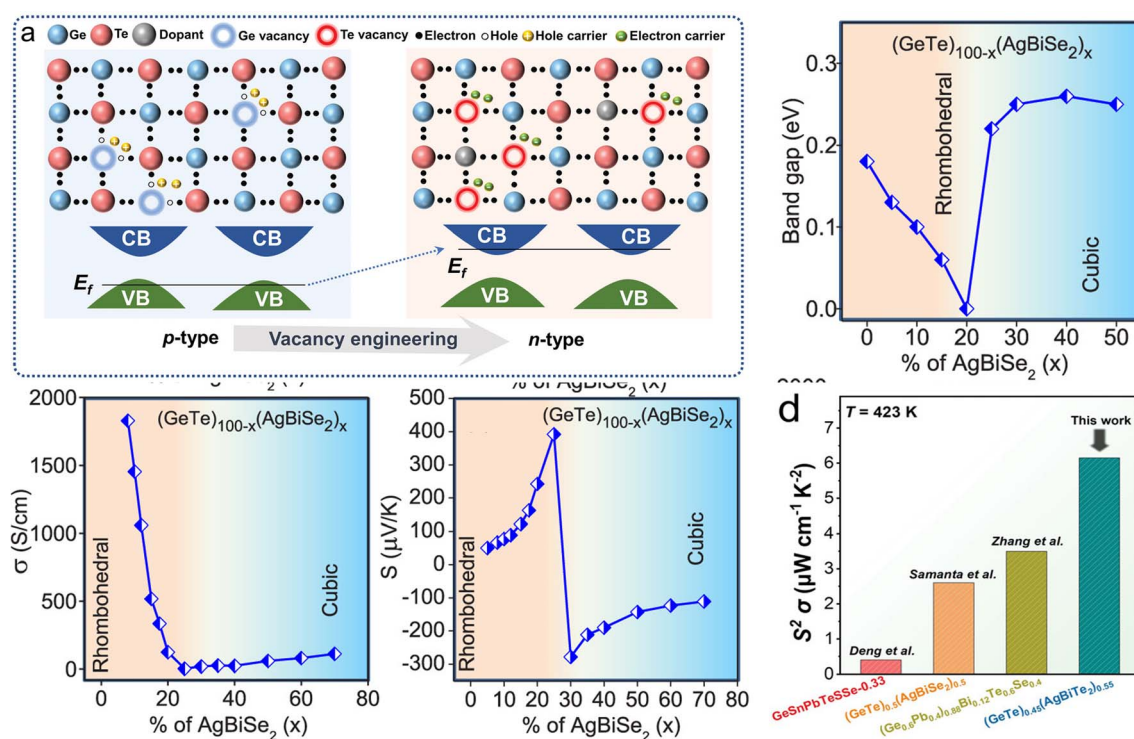 a
Ge Te Dopant Ge vacancy Te vacancy Electron Hole Hole carrier Electron carrier
CB CB
E_f
VB VB
CB CB
E_f
VB VB
p-type Vacancy engineering n-type
(GeTe)100-x(AgBiSe2)x
Band gap (eV)
0.3
0.2
0.1
0.0
Rhombohedral
Cubic
0 10 20 30 40 50
% of AgBiSe2 (x)
(GeTe)100-x(AgBiSe2)x
σ (S/cm)
2000
1500
1000
500
0
Rhombohedral
Cubic
0 20 40 60 80
% of AgBiSe2 (x)
% of AgBiSe2 (x)
(GeTe)100-x(AgBiSe2)x
S (µV/K)
400
300
200
100
0
-100
-200
-300
Rhombohedral
Cubic
0 10 20 30 40 50 60 70 80
% of AgBiSe2 (x)
d
T = 423 K
This work
S² σ (µW cm⁻¹ K⁻²)
7
6
5
4
3
2
1
0
Deng et al.
Samanta et al.
Zhang et al.
GeSnPbTeSSe-0.33
(GeTe)0.5(AgBiSe2)0.5
(Ge0.6Pb0.4)0.88Bi0.12Te0.6Se0.4
(GeTe)0.45(AgBiTe2)0.55